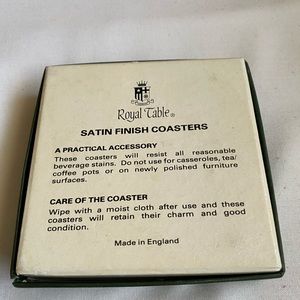 Royal Table®
SATIN FINISH COASTERS
A PRACTICAL ACCESSORY
These coasters will resist all reasonable
beverage stains. Do not use for casseroles, tea/
coffee pots or on newly polished furniture
surfaces.
CARE OF THE COASTER
Wipe with a moist cloth after use and these
coasters will retain their charm and good
condition.
Made in England